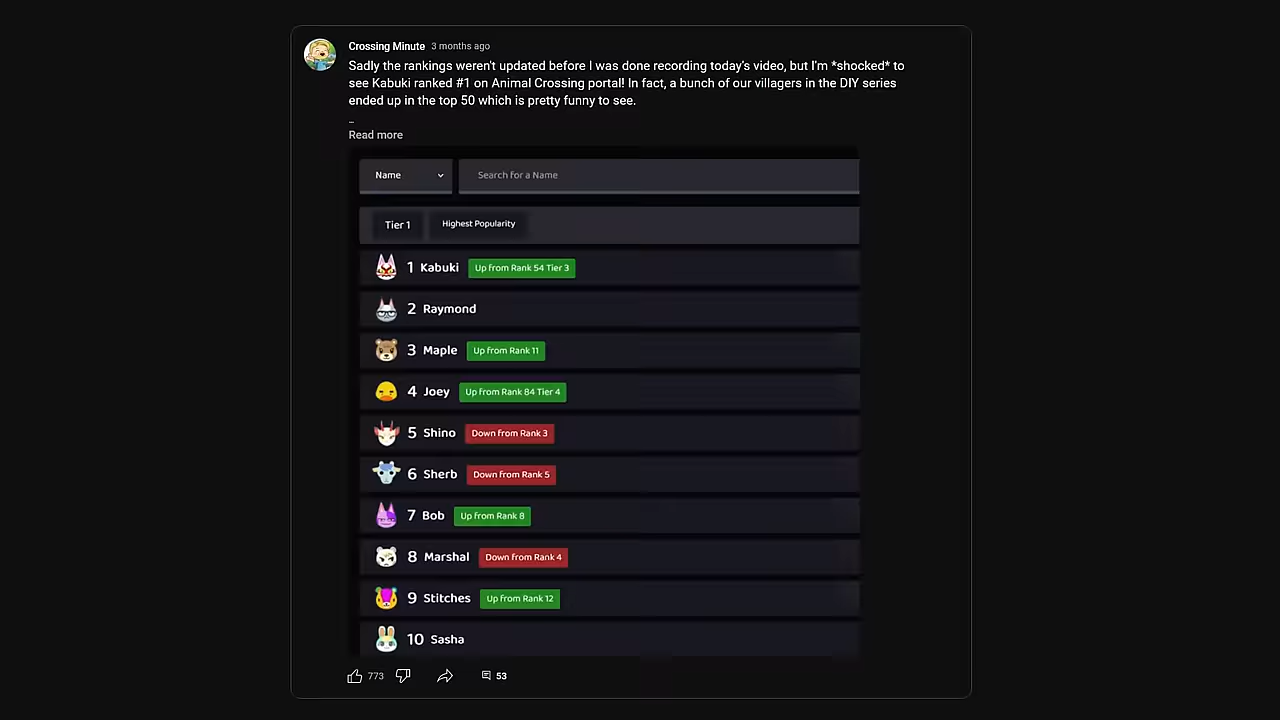 Crossing Minute 3 months ago
Sadly the rankings weren't updated before I was done recording today's video, but I'm *shocked* to
see Kabuki ranked #1 on Animal Crossing portal! In fact, a bunch of our villagers in the DIY series
ended up in the top 50 which is pretty funny to see.
..
Read more
Name Search for a Name
Tier 1 Highest Popularity
1 Kabuki Up from Rank 54 Tier 3
2 Raymond
3 Maple Up from Rank 11
4 Joey Up from Rank 84 Tier 4
5 Shino Down from Rank 3
6 Sherb Down from Rank 5
7 Bob Up from Rank 8
8 Marshal Down from Rank 4
9 Stitches Up from Rank 12
10 Sasha
773 53